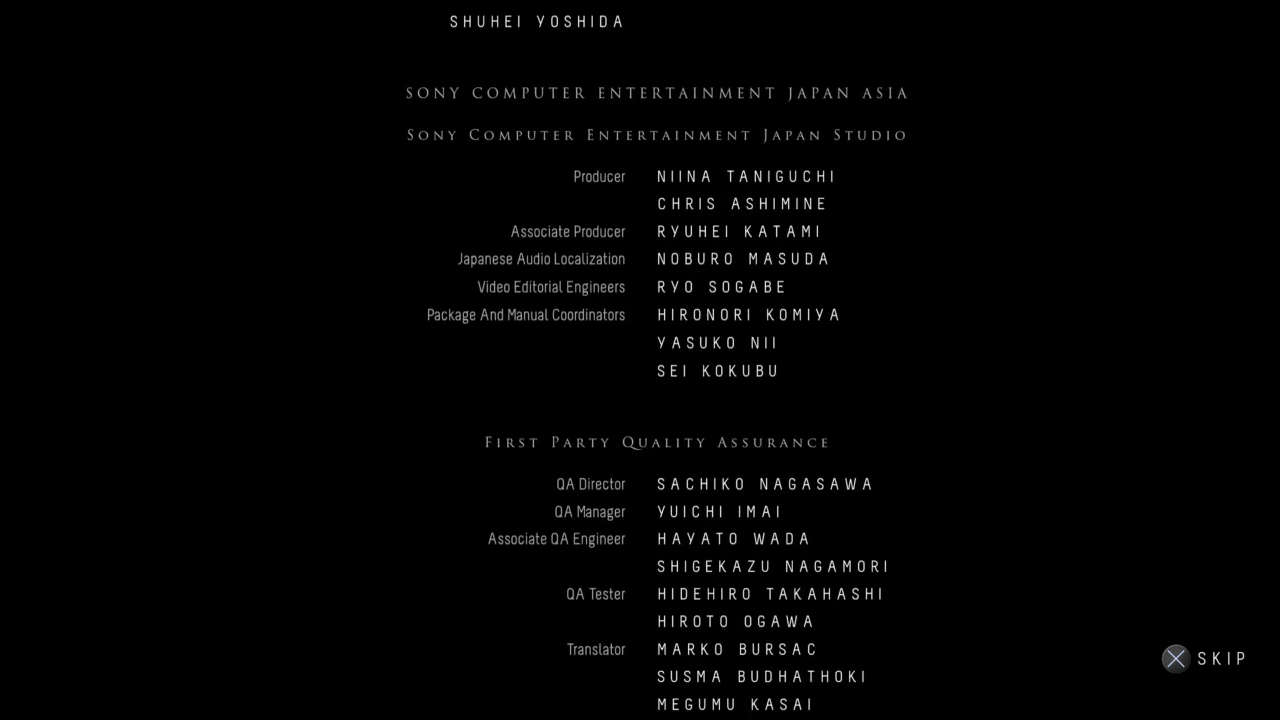 SHUHEI YOSHIDA
SONY COMPUTER ENTERTAINMENT JAPAN ASIA
SONY COMPUTER ENTERTAINMENT JAPAN STUDIO
Producer NIINA TANIGUCHI
CHRIS ASHIMINE
Associate Producer RYUHEI KATAMI
Japanese Audio Localization NOBURO MASUDA
Video Editorial Engineers RYO SOGABE
Package And Manual Coordinators HIRONORI KOMIYA
YASUKO NII
SEI KOKUBU
FIRST PARTY QUALITY ASSURANCE
QA Director SACHIKO NAGASAWA
QA Manager YUICHI IMAI
Associate QA Engineer HAYATO WADA
SHIGEKAZU NAGAMORI
QA Tester HIDEHIRO TAKAHASHI
HIROTO OGAWA
Translator MARKO BURSAC
SUSMA BUDHATHOKI
MEGUMU KASAI
SKIP